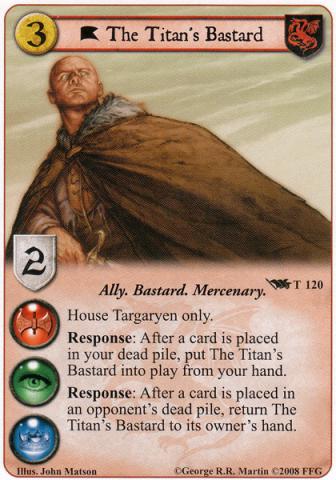 3
The Titan's Bastard
2
Ally. Bastard. Mercenary.
T 120
House Targaryen only.
Response: After a card is placed
in your dead pile, put The Titan's
Bastard into play from your hand.
Response: After a card is placed in
an opponent's dead pile, return The
Titan's Bastard to its owner's hand.
Illus. John Matson
©George R.R. Martin ©2008 FFG